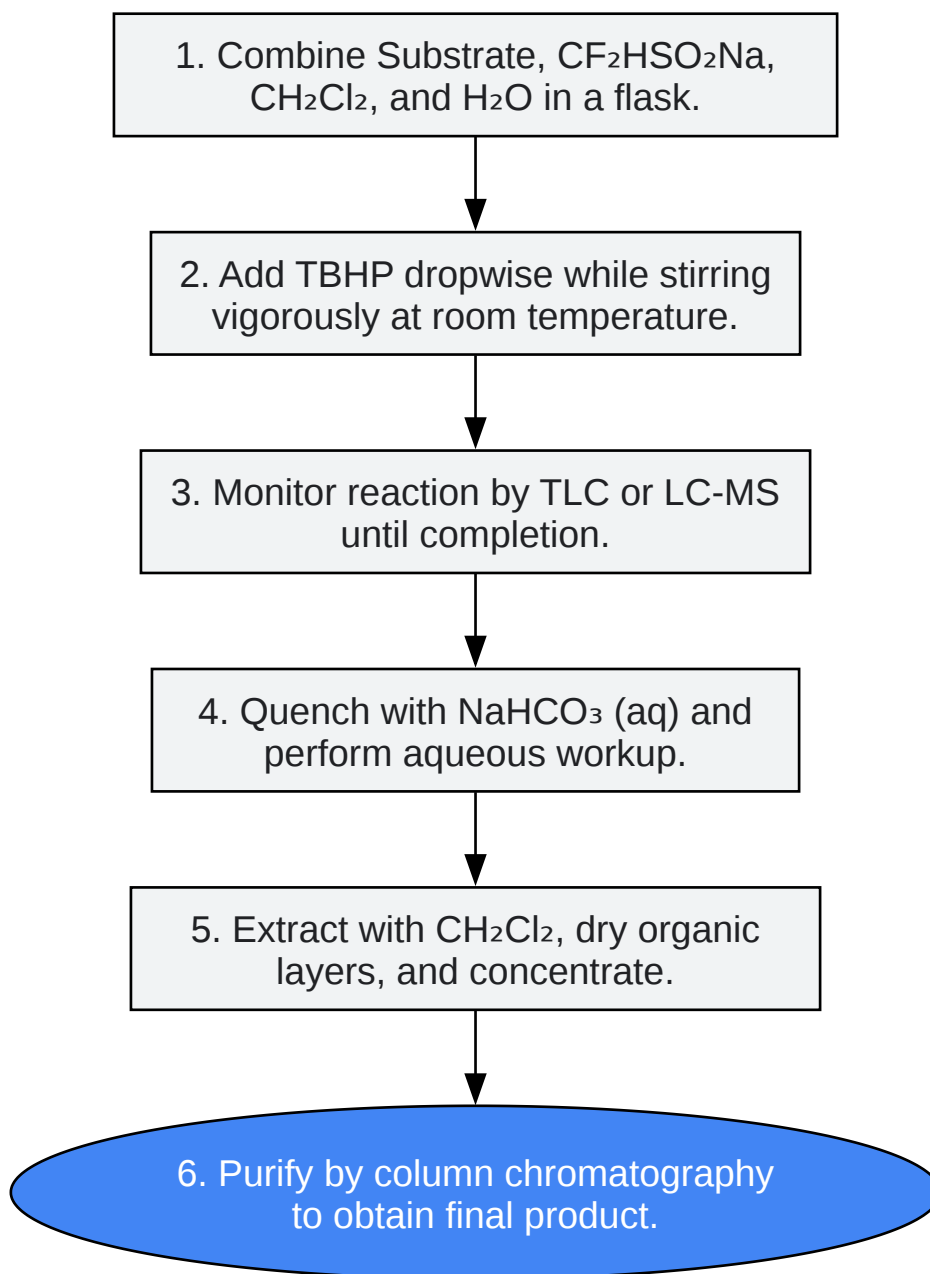 1. Combine Substrate, CF₂HSO₂Na,
CH₂Cl₂, and H₂O in a flask.
2. Add TBHP dropwise while stirring
vigorously at room temperature.
3. Monitor reaction by TLC or LC-MS
until completion.
4. Quench with NaHCO₃ (aq) and
perform aqueous workup.
5. Extract with CH₂Cl₂, dry organic
layers, and concentrate.
6. Purify by column chromatography
to obtain final product.